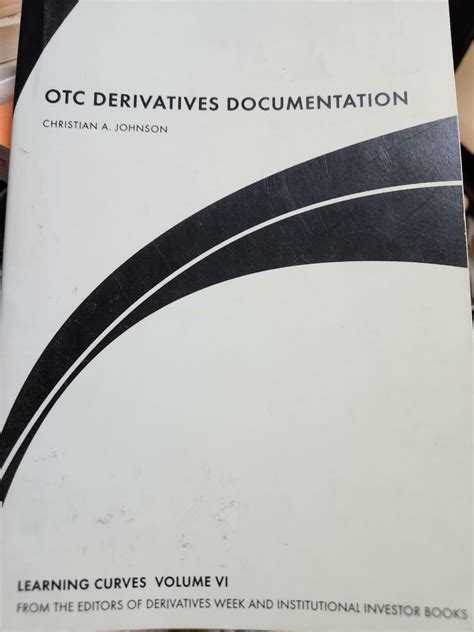 OTC DERIVATIVES DOCUMENTATION
CHRISTIAN A. JOHNSON
LEARNING CURVES VOLUME VI
FROM THE EDITORS OF DERIVATIVES WEEK AND INSTITUTIONAL INVESTOR BOOKS